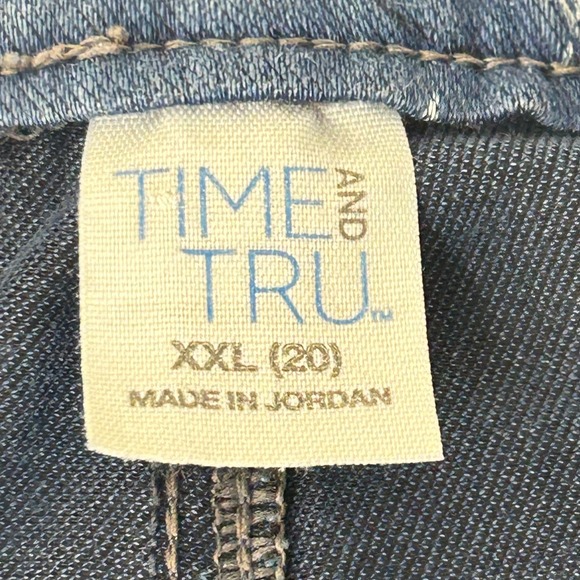 TIME AND
TRU™
XXL (20)
MADE IN JORDAN